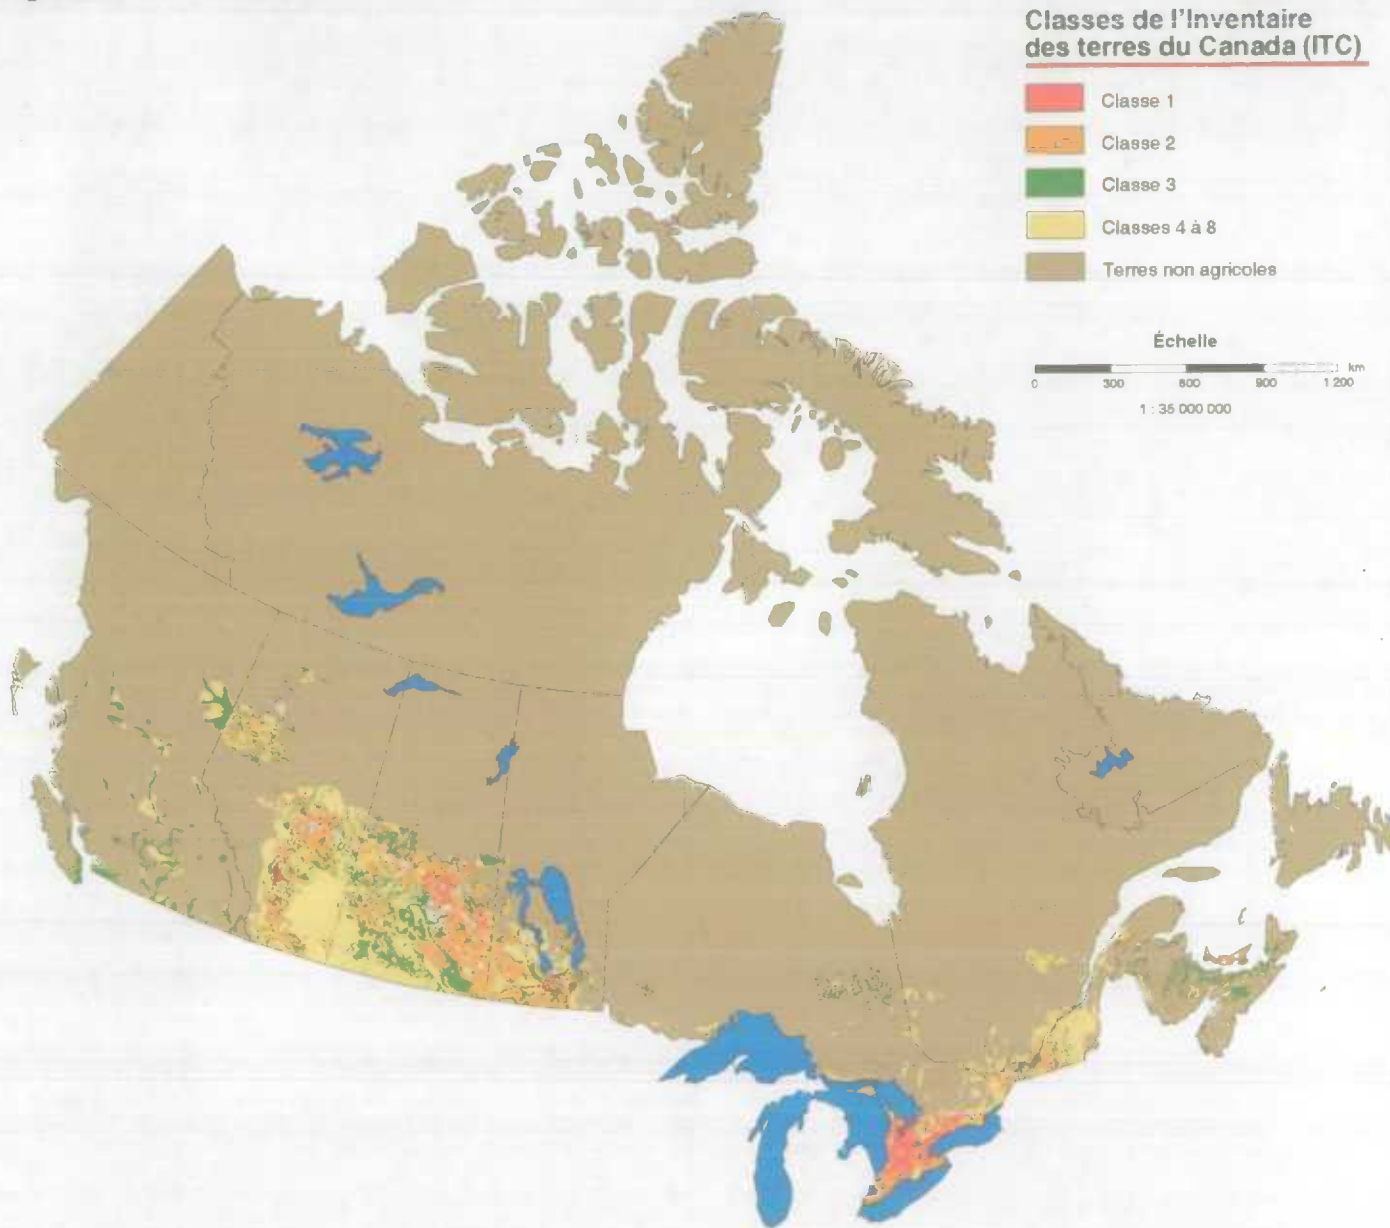 Classes de l'Inventaire
des terres du Canada (ITC)
Classe 1
Classe 2
Classe 3
Classes 4 à 8
Terres non agricoles
Échelle
0 300 600 900 1 200 km
1 : 35 000 000